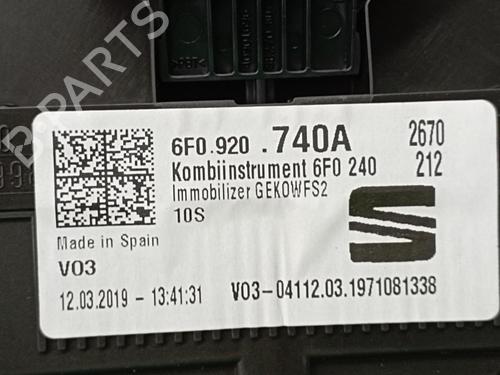 B-PARTS
6F0.920 .740A 2670
Kombiinstrument 6F0 240 212
Immobilizer GEKOWFS2
10S
Made in Spain
V03
12.03.2019 - 13:41:31 V03-04112.03.1971081338